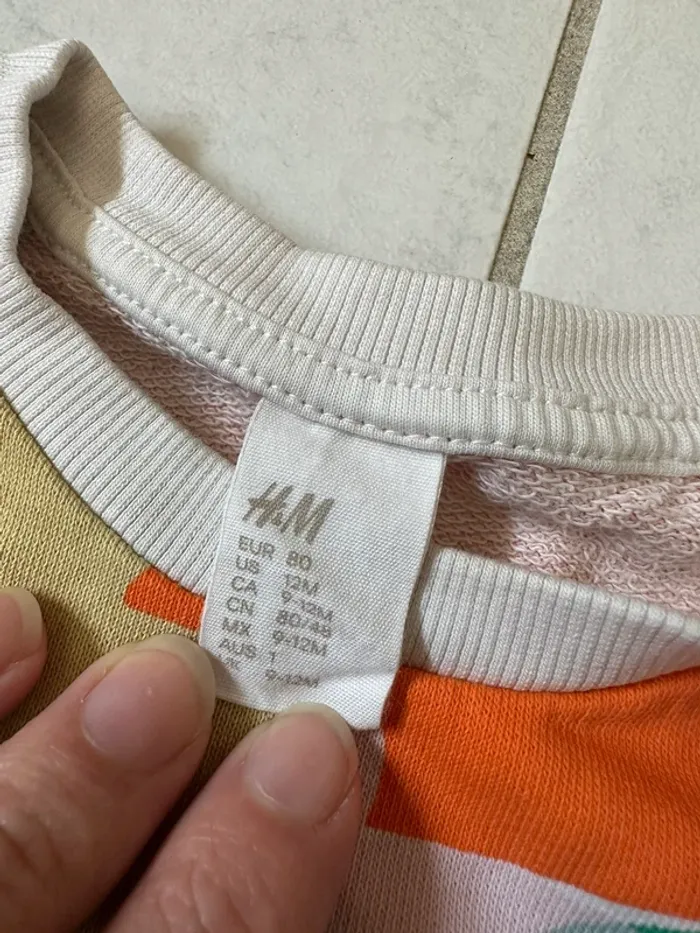 H&M
EUR 80
US 12M
CA 9-12M
CN 80/48
MX 9-12M
AUS 1
9-12M